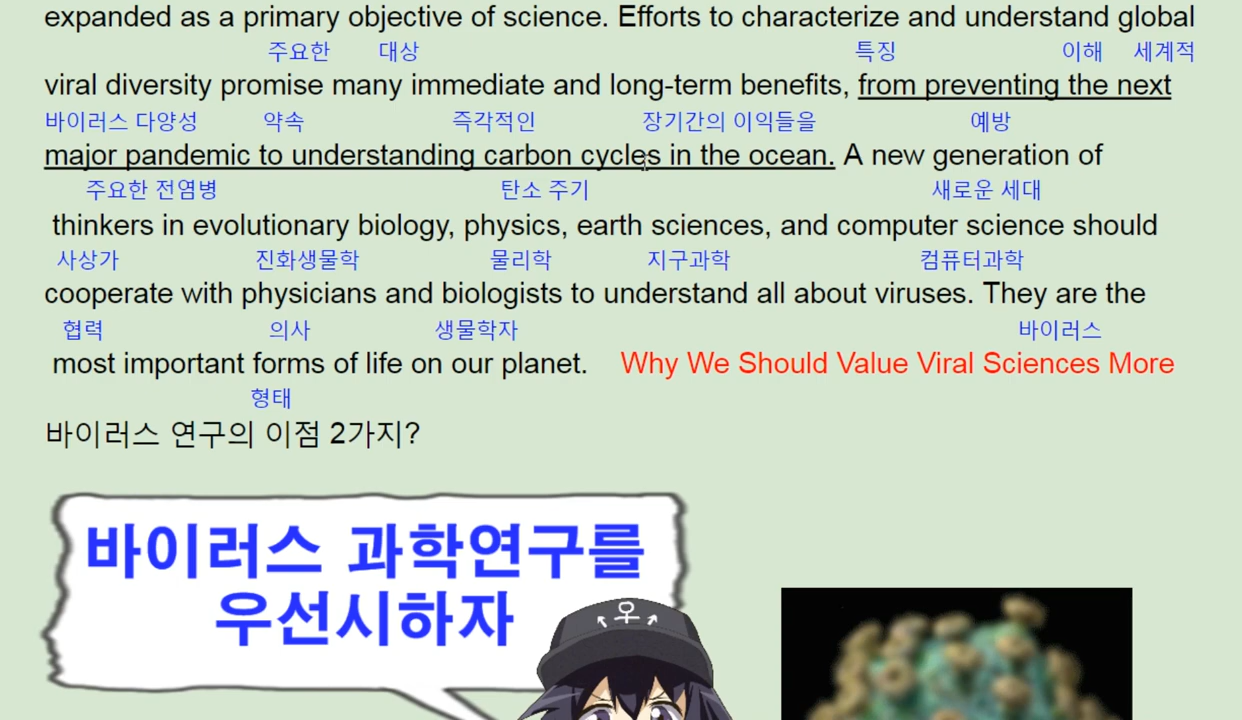 expanded as a primary objective of science. Efforts to characterize and understand global
주요한 대상 특징 이해 세계적
viral diversity promise many immediate and long-term benefits, from preventing the next
바이러스 다양성 약속 즉각적인 장기간의 이익들을 예방
major pandemic to understanding carbon cycles in the ocean. A new generation of
주요한 전염병 탄소 주기 새로운 세대
thinkers in evolutionary biology, physics, earth sciences, and computer science should
사상가 진화생물학 물리학 지구과학 컴퓨터과학
cooperate with physicians and biologists to understand all about viruses. They are the
협력 의사 생물학자 바이러스
most important forms of life on our planet. Why We Should Value Viral Sciences More
형태
바이러스 연구의 이점 2가지?
바이러스 과학연구를
우선시하자
우